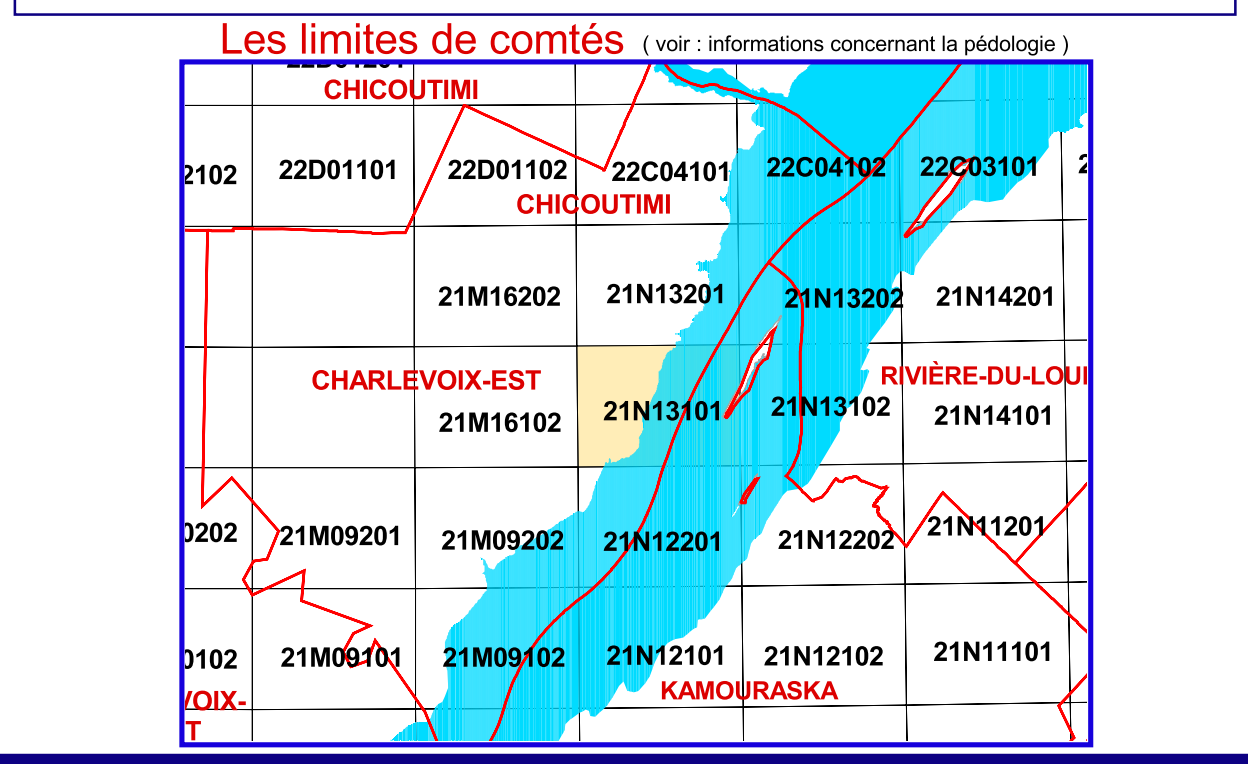 Les limites de comtés ( voir : informations concernant la pédologie )
CHICOUTIMI
2102 22D01101 22D01102 22C04101 22C04102 22C03101
CHICOUTIMI
21M16202 21N13201 21N13202 21N14201
CHARLEVOIX-EST RIVIÈRE-DU-LOUI
21M16102 21N13101 21N13102 21N14101
0202 21M09201 21M09202 21N12201 21N12202 21N11201
0102 21M09101 21M09102 21N12101 21N12102 21N11101
VOIX- KAMOURASKA
T